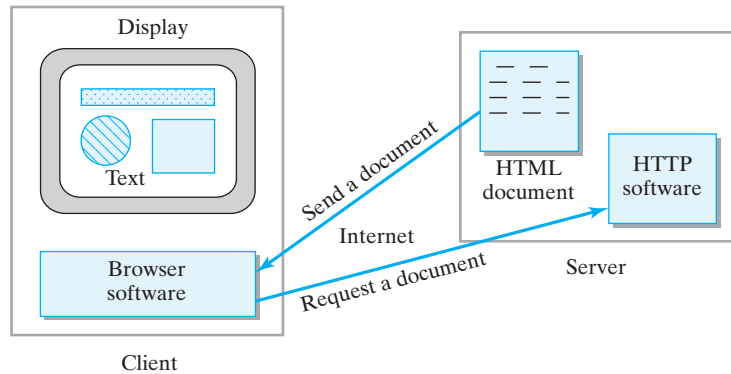 Display
Text
Browser
software
Client
Send a document
Internet
Request a document
HTML
document
HTTP
software
Server